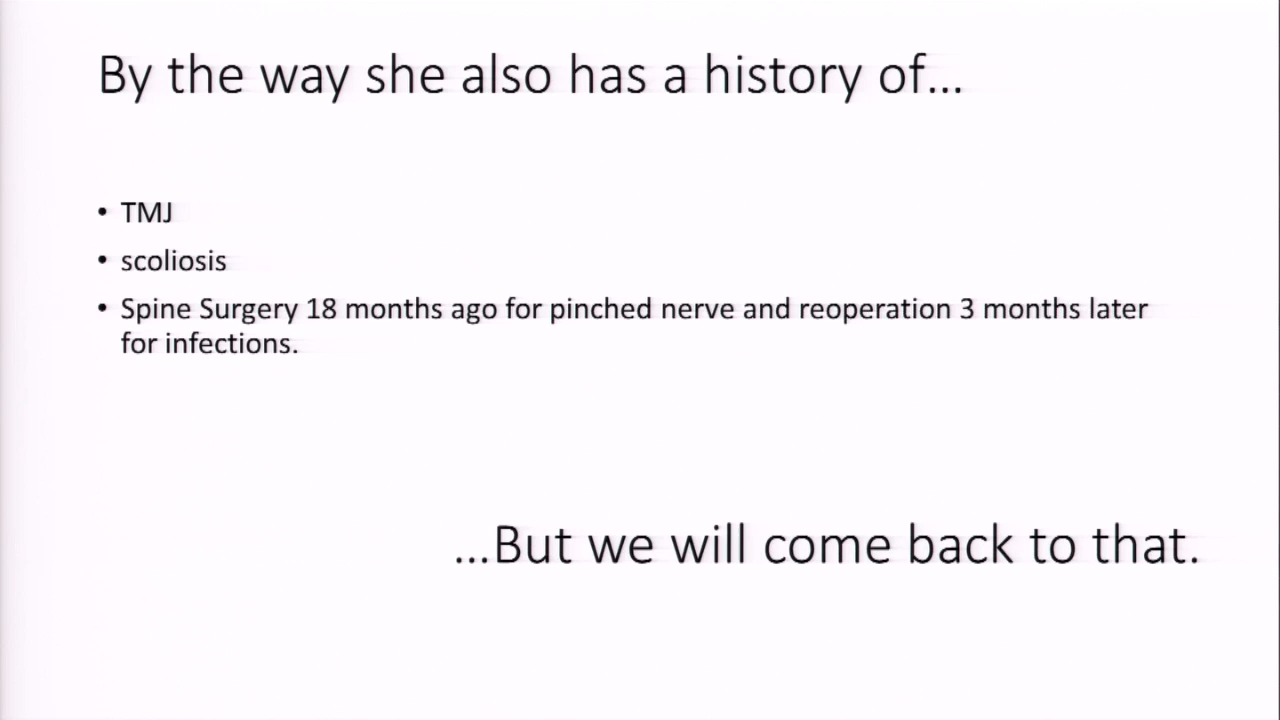 By the way she also has a history of...
• TMJ
• scoliosis
• Spine Surgery 18 months ago for pinched nerve and reoperation 3 months later
for infections.
...But we will come back to that.